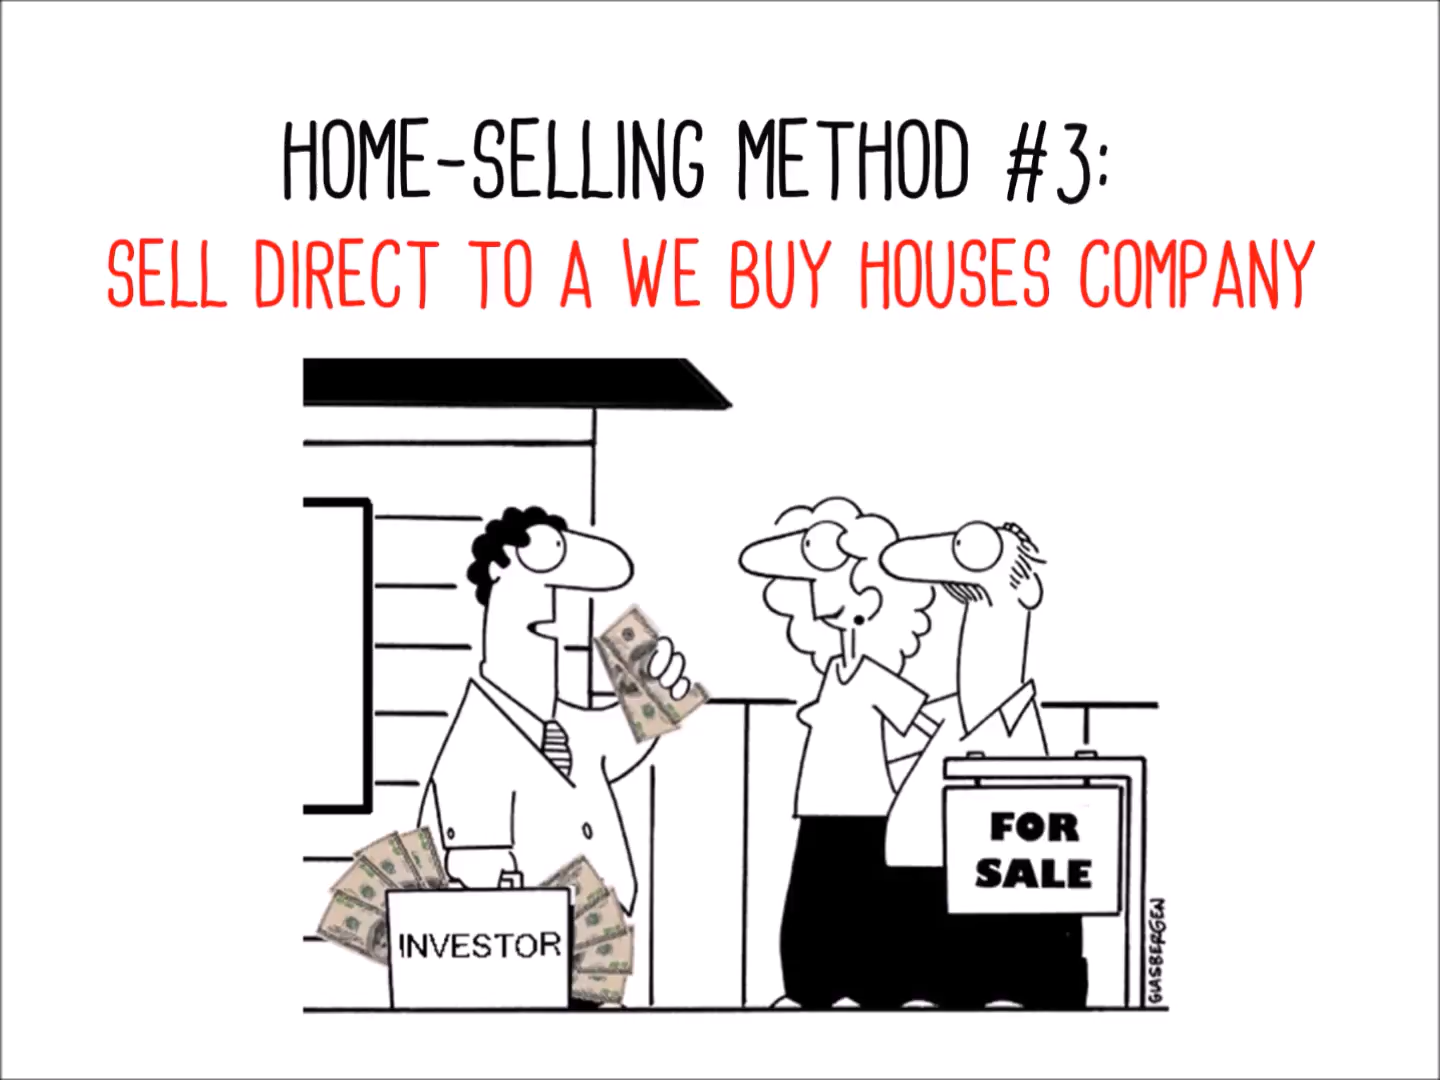 HOME-SELLING METHOD #3:
SELL DIRECT TO A WE BUY HOUSES COMPANY
FOR
SALE
INVESTOR
GLASBERGEN